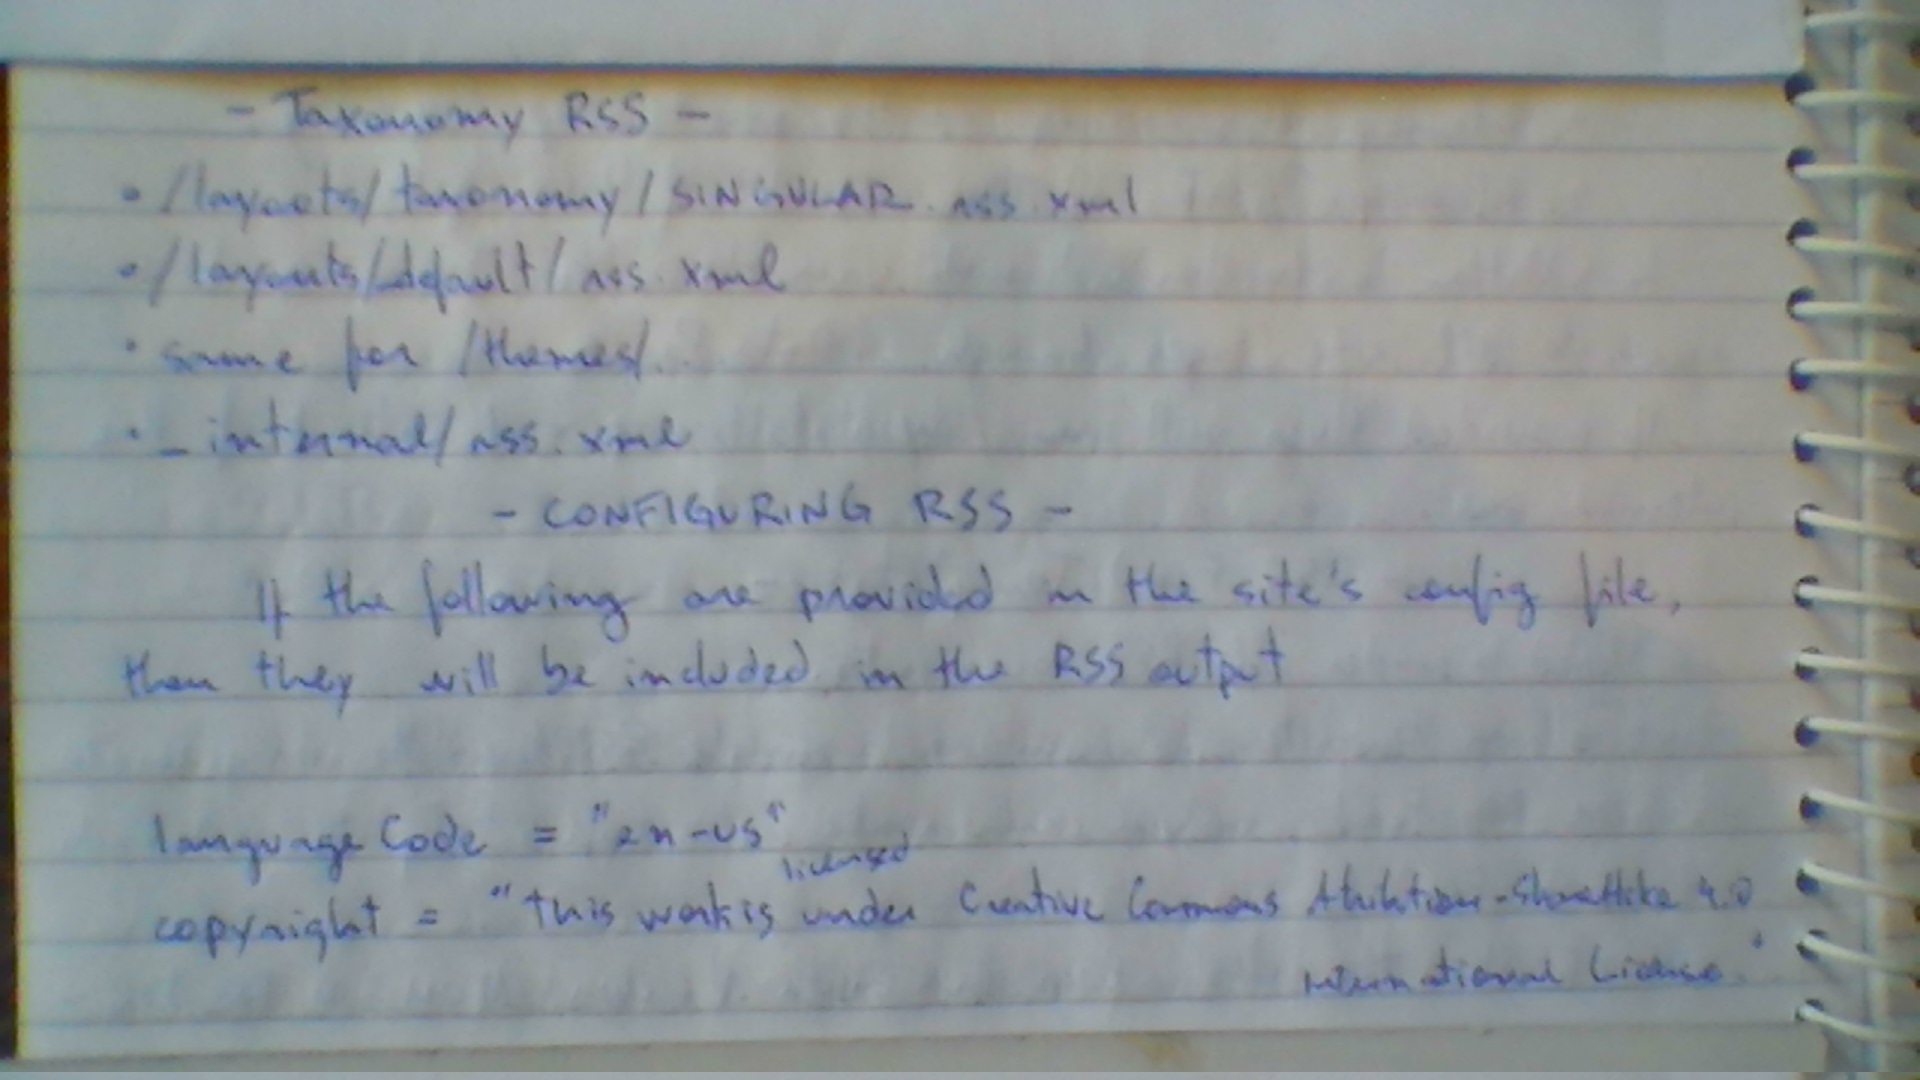 - Taxonomy RSS -
• /layouts/taxonomy/SINGULAR.rss.xml
• /layouts/default/rss.xml
• same for /themes/...
• _internal/rss.xml
- CONFIGURING RSS -
If the following are provided in the site's config file,
then they will be included in the RSS output
languageCode = "en-us"
licensed
copyright = "This work is under Creative Commons Attribution-ShareAlike 4.0
International License."